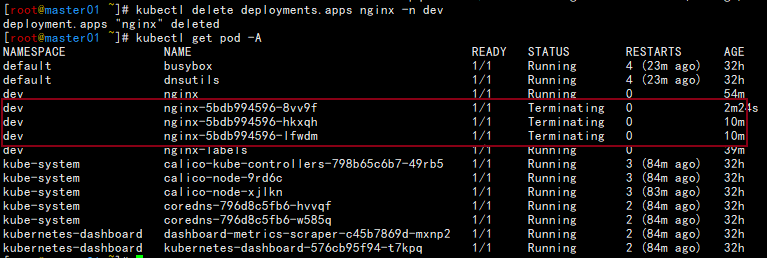 [root@master01 ~]# kubectl delete deployments.apps nginx -n dev
deployment.apps "nginx" deleted
[root@master01 ~]# kubectl get pod -A
NAMESPACE NAME READY STATUS RESTARTS AGE
default busybox 1/1 Running 4 (23m ago) 32h
default dnsutils 1/1 Running 4 (23m ago) 32h
dev nginx 1/1 Running 0 54m
dev nginx-5bdb994596-8vv9f 1/1 Terminating 0 2m24s
dev nginx-5bdb994596-hkxqh 1/1 Terminating 0 10m
dev nginx-5bdb994596-lfwdm 1/1 Terminating 0 10m
dev nginx-labels 1/1 Running 0 39m
kube-system calico-kube-controllers-798b65c6b7-49rb5 1/1 Running 3 (84m ago) 32h
kube-system calico-node-9rd6c 1/1 Running 3 (84m ago) 32h
kube-system calico-node-xjlkn 1/1 Running 3 (83m ago) 32h
kube-system coredns-796d8c5fb6-hvvqf 1/1 Running 2 (84m ago) 32h
kube-system coredns-796d8c5fb6-w585q 1/1 Running 2 (84m ago) 32h
kubernetes-dashboard dashboard-metrics-scraper-c45b7869d-mxnp2 1/1 Running 2 (84m ago) 32h
kubernetes-dashboard kubernetes-dashboard-576cb95f94-t7kpq 1/1 Running 2 (84m ago) 32h
[root@master01 ~]#